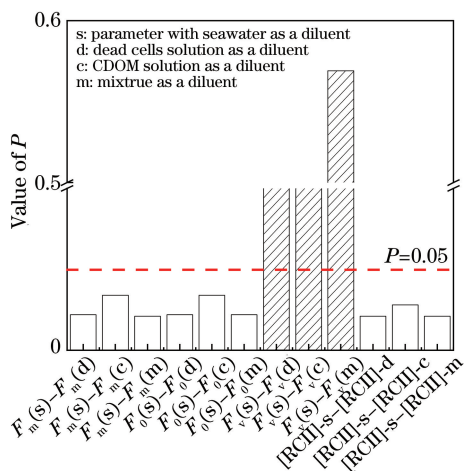 0.6
s: parameter with seawater as a diluent
d: dead cells solution as a diluent
c: CDOM solution as a diluent
m: mixtrue as a diluent
Value of P
0.5
P=0.05
0
Fm(s)–Fm(d)
Fm(s)–Fm(c)
Fm(s)–Fm(m)
F0(s)–F0(d)
F0(s)–F0(c)
F0(s)–F0(m)
Fv(s)–Fv(d)
Fv(s)–Fv(c)
Fv(s)–Fv(m)
[RCII]-s–[RCII]-d
[RCII]-s–[RCII]-c
[RCII]-s–[RCII]-m